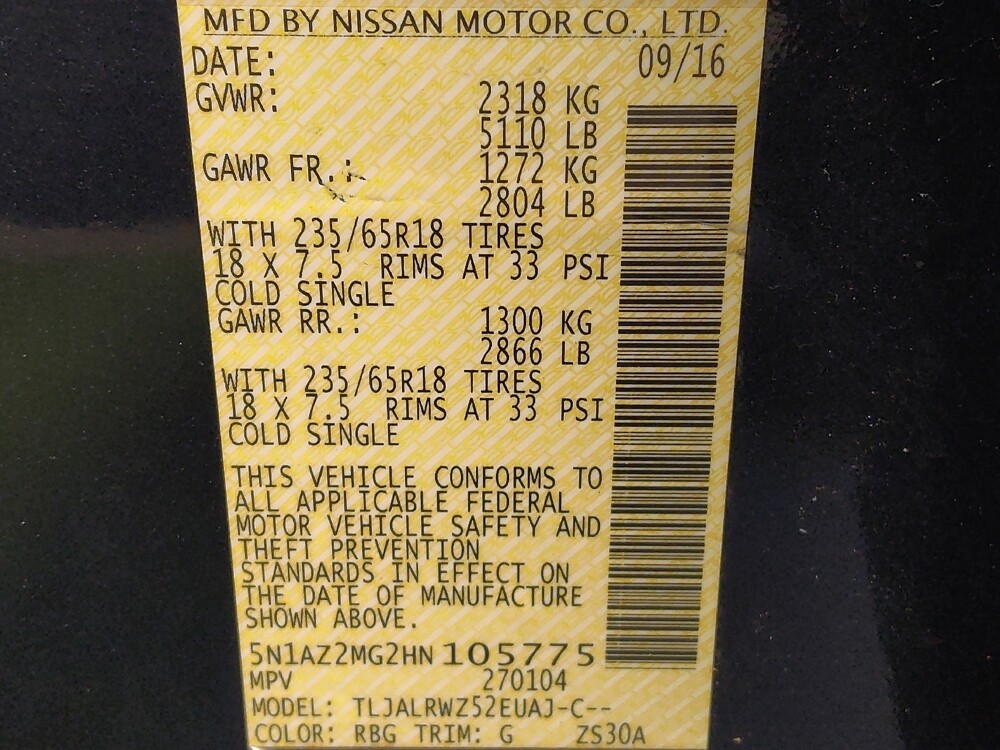 MFD BY NISSAN MOTOR CO., LTD.
DATE: 09/16
GVWR: 2318 KG
5110 LB
GAWR FR.: 1272 KG
2804 LB
WITH 235/65R18 TIRES
18 X 7.5 RIMS AT 33 PSI
COLD SINGLE
GAWR RR.: 1300 KG
2866 LB
WITH 235/65R18 TIRES
18 X 7.5 RIMS AT 33 PSI
COLD SINGLE
THIS VEHICLE CONFORMS TO
ALL APPLICABLE FEDERAL
MOTOR VEHICLE SAFETY AND
THEFT PREVENTION
STANDARDS IN EFFECT ON
THE DATE OF MANUFACTURE
SHOWN ABOVE.
5N1AZ2MG2HN 105775
MPV 270104
MODEL: TLJALRWZ52EUAJ-C--
COLOR: RBG TRIM: G ZS30A